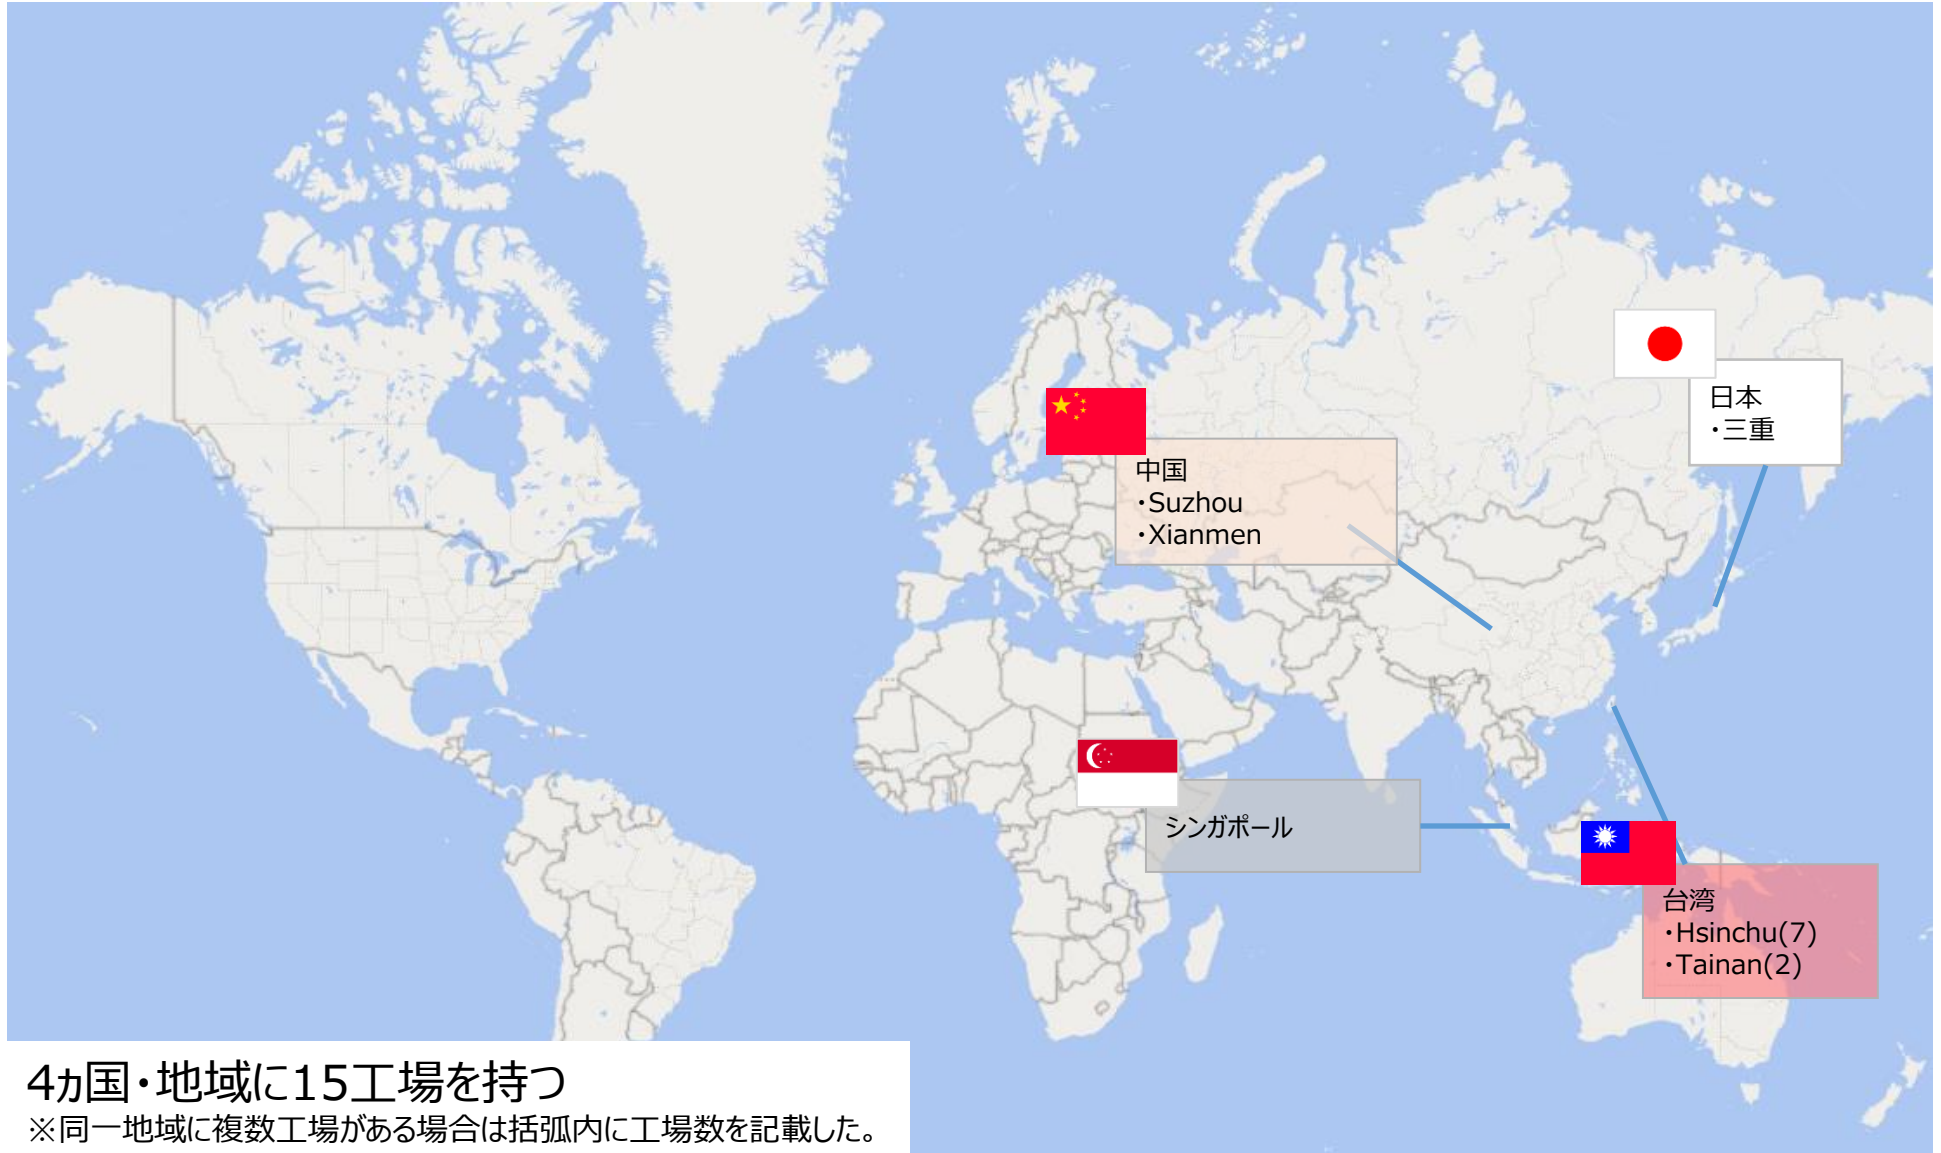 日本
・三重
中国
・Suzhou
・Xianmen
シンガポール
台湾
・Hsinchu(7)
・Tainan(2)
4ヵ国・地域に15工場を持つ
※同一地域に複数工場がある場合は括弧内に工場数を記載した。